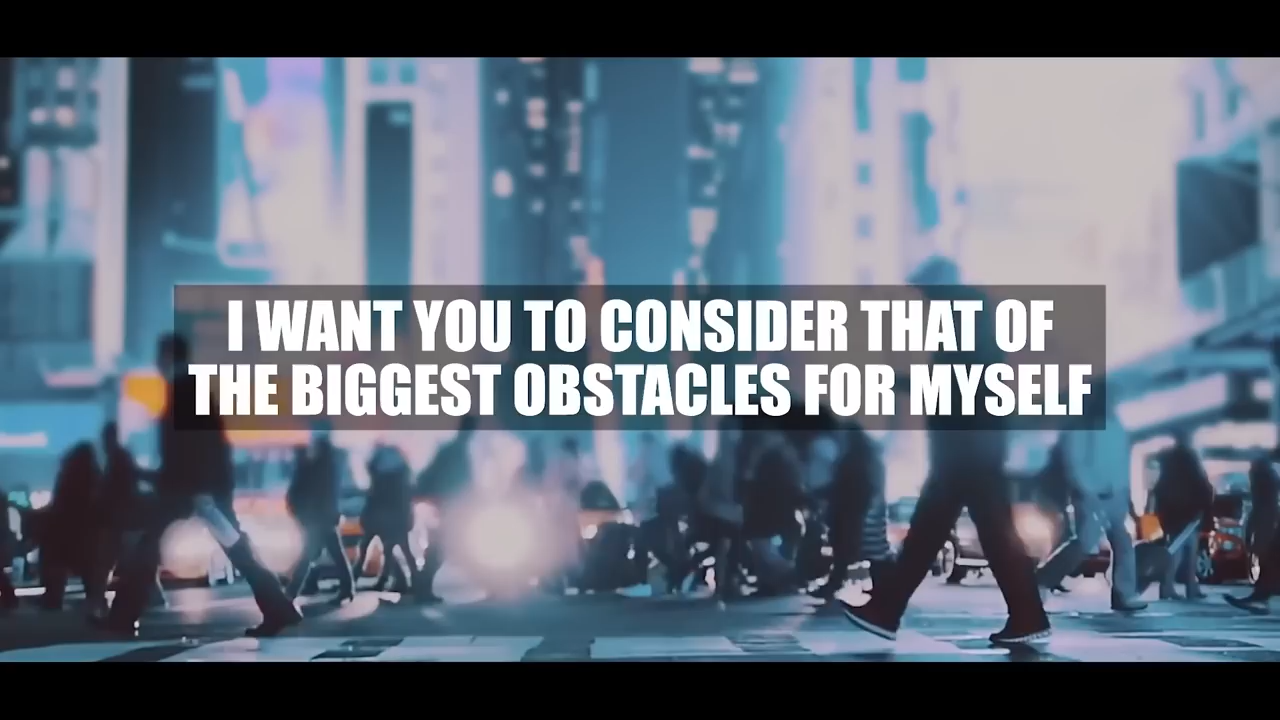 I WANT YOU TO CONSIDER THAT OF
THE BIGGEST OBSTACLES FOR MYSELF